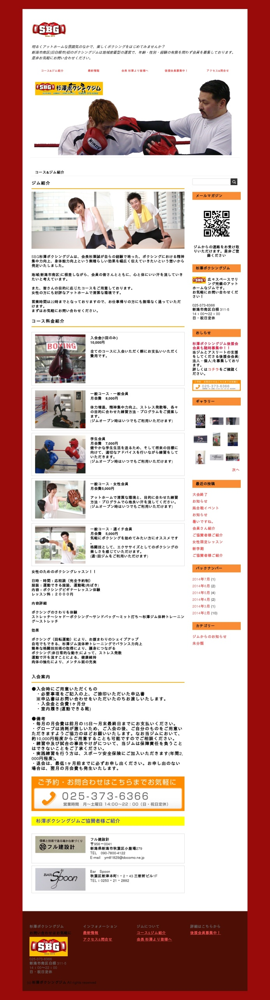 SBG
Since 2013
明るくアットホームな雰囲気のなかで、楽しくボクシングをはじめてみませんか？
新潟市南区(旧白根市)初のボクシングジムは地域密着型の運営で、年齢・性別・経験の有無を問わず会員を募集しております。
是非お気軽にお問い合わせください。
コース&ジム紹介
最新情報
会長 杉澤より皆様へ
後援会員募集中！
アクセス&問合せ
SBG 杉澤ボクシングジム
TEL 025 373-6366
WINDY
コース&ジム紹介
ジム紹介
SBG杉澤ボクシングジムは、会長杉澤誠が自らの経験で培った、ボクシングにおける精神
集中力向上、身体能力向上という素晴らしい効果を幅広く伝えていきたいという想いから
発足いたしました。
地域(新潟市南区)に根差しながら、会員の皆さんとともに、心と体にいい汗を流していき
たいと考えています。
また、皆さんの目的に応じたコースをご用意しております。
女性の方にも好評なアットホームで清潔な環境です。
営業時間は22時までとなっておりますので、お仕事帰りの方にも無理なく通っていただ
けます。
まずはお気軽にお問い合わせください。
コース料金紹介
BOXING
入会金(1回のみ)
10,000円
全てのコースに入会いただく際にお支払いいただく
費用です。
一般コース・一般会員
月会費　8,000円
体力増進、精神集中力向上、ストレス発散等、各々
の目的に合わせた練習方法・プログラムをご提案し
ます。
(ジムオープン時はいつでもご利用いただけます)
学生会員
月会費　7,000円
健やかな学生生活を送るため、そして将来の目標に
向けて、適切なアドバイスを行いながら練習をして
いただきます。
(ジムオープン時はいつでもご利用いただけます)
一般コース・女性会員
月会費5,000円
アットホームで清潔な環境と、目的に合わせた練習
方法・プログラムで心地良い汗を流してください。
(ジムオープン時はいつでもご利用いただけます)
一般コース・週イチ会員
月会費　5,000円
気軽にボクシングを始めてみたい方にオススメです
。
格闘技として、エクササイズとしてのボクシングの
楽しさを感じていただけます。
(週1回ジムをご利用いただけます)
女性のためのボクシングレッスン！！
日時・時間：応相談（完全予約制）
服装：運動できる服装、運動靴(内ばき)
内容：ボクシングビギナーレッスン体験
レッスン料：２０００円
内容詳細
ボクシングのさわりを体験
ストレッチ〜シャドーボクシング〜サンドバッグ〜ミット打ち〜杉澤ジム体幹トレーニン
グ〜ストレッチ
効果
ボクシング（回転運動）により、お腹まわりのシェイプアップ
自宅でもできる、杉澤ジム流体幹トレーニングでバランス力向上
簡単な格闘技技術の取得により、護身につながる
ボクシング(非日常的な動き)によって、ストレス発散
運動で汗を流すことによる、健康維持
肉体の強化により、メンタル面の充実
入会案内
●入会時にご用意いただくもの
・必要事項をご記入の上、ご捺印いただいた申込書
※申込書はお問い合わせをいただいたのちお渡しいたします。
・入会金と会費1ヶ月分
・室内履き(運動できる靴)
●備考
・毎月の月会費は前月の15日〜月末最終日までにお支払いください。
・グローブは消耗が激しいため、ご入会の後、ご自分のものをご用意い
ただきますようご協力のほどお願いいたします。なお当ジムにおいて、
約10,000円程度からご用意することも可能ですのでご相談ください。
・練習中及び試合の事故やけがについて、当ジムは保障責任を負うこと
はできないことをご了承ください。
・実践練習を行う方は、スポーツ安全保険にご加入いただきます(年間2,
000円程度)。
・退会は、最低1ヶ月前までに必ずお申し出ください。お申し出のない
場合は、翌月の月会費も発生いたします。
ご予約・お問合わせはこちらまでお気軽に
025-373-6366
営業時間　月〜土曜日 14:00〜22：00（日・祝日定休）
杉澤ボクシングジムご協賛者様ご紹介
信頼と技術で造る確かな家づくり
フル建設計
フル建設計
〒956ー0041
新潟県新潟市秋葉区小屋場279
TEL　090-7800-4122
E-mail　ym81829@docomo.ne.jp
BAR Spoon
Bar　Spoon
秋葉区新津本町1‐2‐43 三新軒ビル1F
TEL：0250‐21‐2882
メールマガジン
ジムからの連絡をお受け取
りいただけます。是非ご登
録ください
杉澤ボクシングジム
SBG
広々スペースでリ
ング完備のアット
ホームなジムです。
お気軽にお問い合わせくだ
さい！
025-373-6366
新潟市南区白根 311-5
14：00〜22：00
日・祝日定休
おしらせ
杉澤ボクシングジム後援会
会員も随時募集中！！
当ジムとアスリートの支援
をしてくださる後援会会員(
法人・個人)を募集しており
ます。
詳しくはコチラをご確認く
ださい。
ご予約・お問合わせはこちらまでお気軽に
025-373-6366
営業時間　月〜土曜日 14:00〜22：00（日・祝日定休）
ギャラリー
Spoon
次へ
最近の投稿
大会終了
お知らせ
凧合戦イベント
お知らせ
暑いですね。
会員さん紹介
ご協賛者様ご紹介
女性限定レッスン
新学期
ご協賛者様ご紹介
バックナンバー
2014年7月 (1)
2014年6月 (2)
2014年5月 (4)
2014年4月 (2)
2014年3月 (1)
2014年2月 (10)
カテゴリー
ジムからのお知らせ
未分類
杉澤ボクシングジム
お問い合わせはお気軽に
SBG
Since 2013
025-373-6366
新潟市南区白根 311-5
14：00〜22：00
日・祝日定休
インフォメーション
最新情報
アクセス&問合せ
ジムについて
コース&ジム紹介
会長 杉澤より皆様へ
詳細はこちらから
後援会員募集中！
(c) 杉澤ボクシングジム All rights reserved